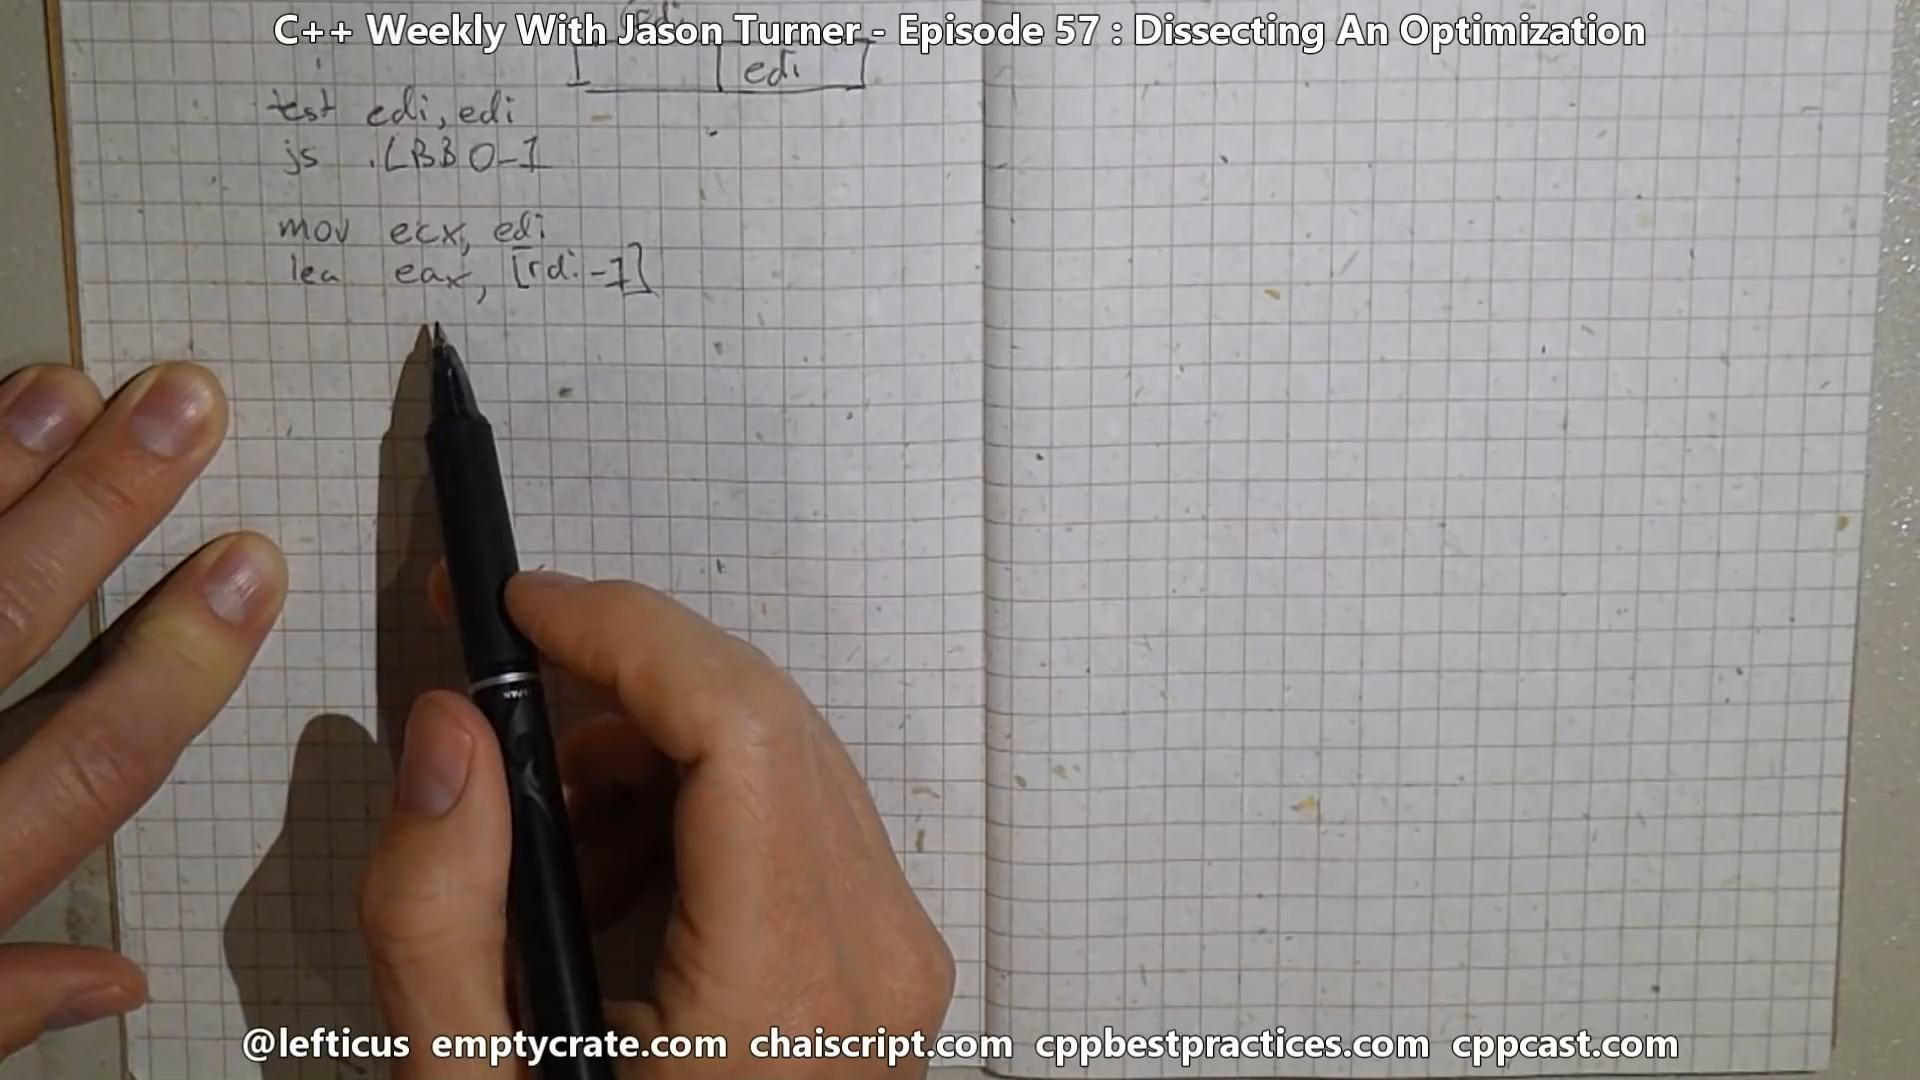 C++ Weekly With Jason Turner - Episode 57 : Dissecting An Optimization
edi
test edi, edi
js .LBB0-1
mov ecx, edi
lea eax, [rdi-1]
@lefticus emptycrate.com chaiscript.com cppbestpractices.com cppcast.com